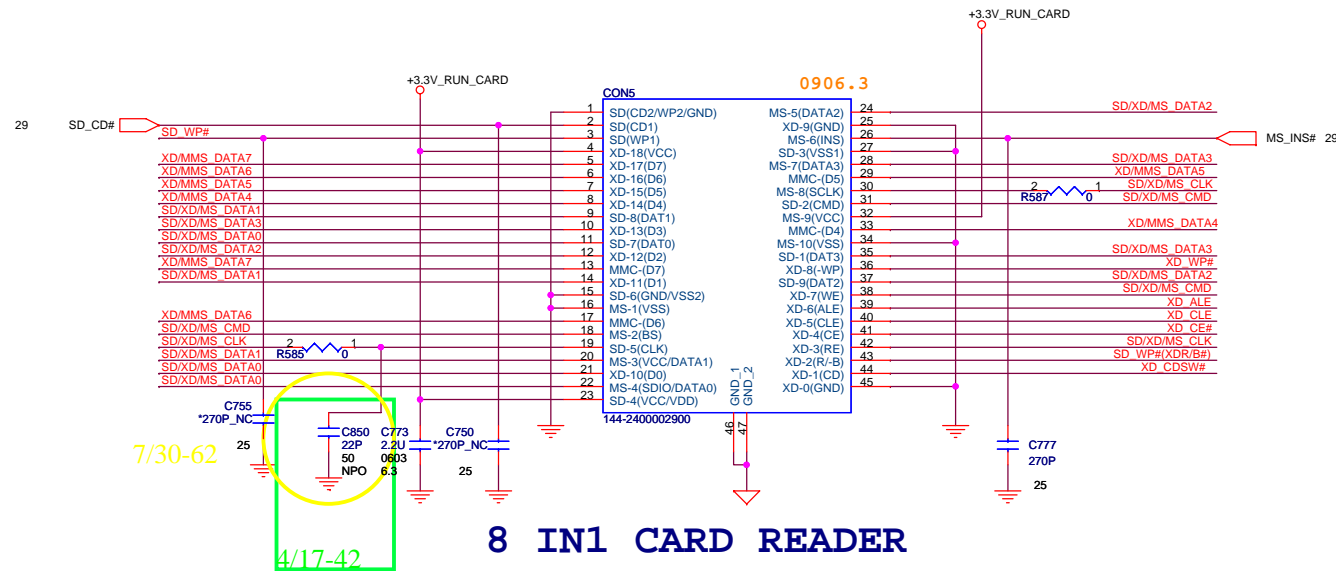 +3.3V_RUN_CARD
+3.3V_RUN_CARD
0906.3
CON5
29 SD_CD#
SD_WP#
MS_INS# 29
XD/MMS_DATA7
XD/MMS_DATA6
XD/MMS_DATA5
XD/MMS_DATA4
SD/XD/MS_DATA1
SD/XD/MS_DATA3
SD/XD/MS_DATA0
SD/XD/MS_DATA2
XD/MMS_DATA7
SD/XD/MS_DATA1
XD/MMS_DATA6
SD/XD/MS_CMD
SD/XD/MS_CLK
SD/XD/MS_DATA1
SD/XD/MS_DATA0
SD/XD/MS_DATA0
2 R585 0 1
1 SD(CD2/WP2/GND)
2 SD(CD1)
3 SD(WP1)
4 XD-18(VCC)
5 XD-17(D7)
6 XD-16(D6)
7 XD-15(D5)
8 XD-14(D4)
9 SD-8(DAT1)
10 XD-13(D3)
11 SD-7(DAT0)
12 XD-12(D2)
13 MMC-(D7)
14 XD-11(D1)
15 SD-6(GND/VSS2)
16 MS-1(VSS)
17 MMC-(D6)
18 MS-2(BS)
19 SD-5(CLK)
20 MS-3(VCC/DATA1)
21 XD-10(D0)
22 MS-4(SDIO/DATA0)
23 SD-4(VCC/VDD)
MS-5(DATA2) 24
XD-9(GND) 25
MS-6(INS) 26
SD-3(VSS1) 27
MS-7(DATA3) 28
MMC-(D5) 29
MS-8(SCLK) 30
SD-2(CMD) 31
MS-9(VCC) 32
MMC-(D4) 33
MS-10(VSS) 34
SD-1(DAT3) 35
XD-8(-WP) 36
SD-9(DAT2) 37
XD-7(WE) 38
XD-6(ALE) 39
XD-5(CLE) 40
XD-4(CE) 41
XD-3(RE) 42
XD-2(R/-B) 43
XD-1(CD) 44
XD-0(GND) 45
GND_1 46
GND_2 47
144-2400002900
SD/XD/MS_DATA2
SD/XD/MS_DATA3
XD/MMS_DATA5
SD/XD/MS_CLK
2 R587 0 1
SD/XD/MS_CMD
XD/MMS_DATA4
SD/XD/MS_DATA3
XD_WP#
SD/XD/MS_DATA2
SD/XD/MS_CMD
XD_ALE
XD_CLE
XD_CE#
SD/XD/MS_CLK
SD_WP#(XDR/B#)
XD_CDSW#
C755
*270P_NC
25
C850
22P
50
NPO
C773
2.2U
0603
6.3
C750
*270P_NC
25
C777
270P
25
7/30-62
4/17-42
8 IN1 CARD READER